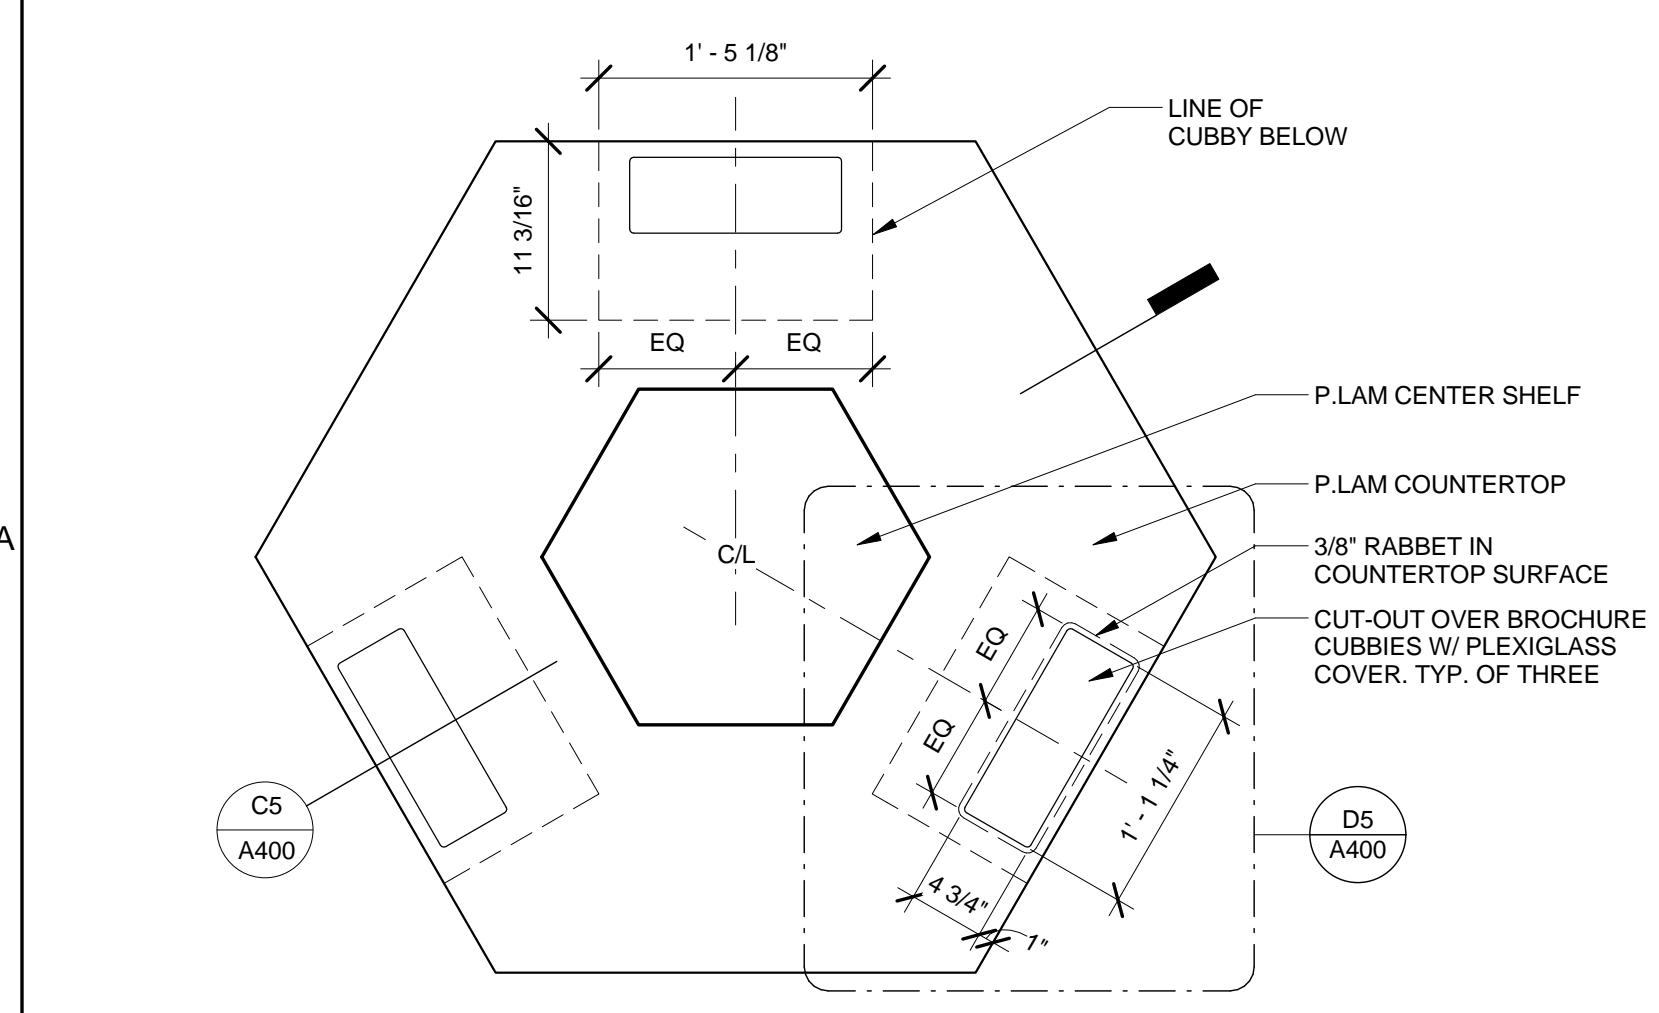 1' - 5 1/8"
LINE OF
CUBBY BELOW
11 3/16"
EQ EQ
P.LAM CENTER SHELF
P.LAM COUNTERTOP
A
3/8" RABBET IN
COUNTERTOP SURFACE
C/L
CUT-OUT OVER BROCHURE
CUBBIES W/ PLEXIGLASS
COVER. TYP. OF THREE
EQ
EQ
1' - 1 1/4"
C5
A400
D5
A400
4 3/4"
1"